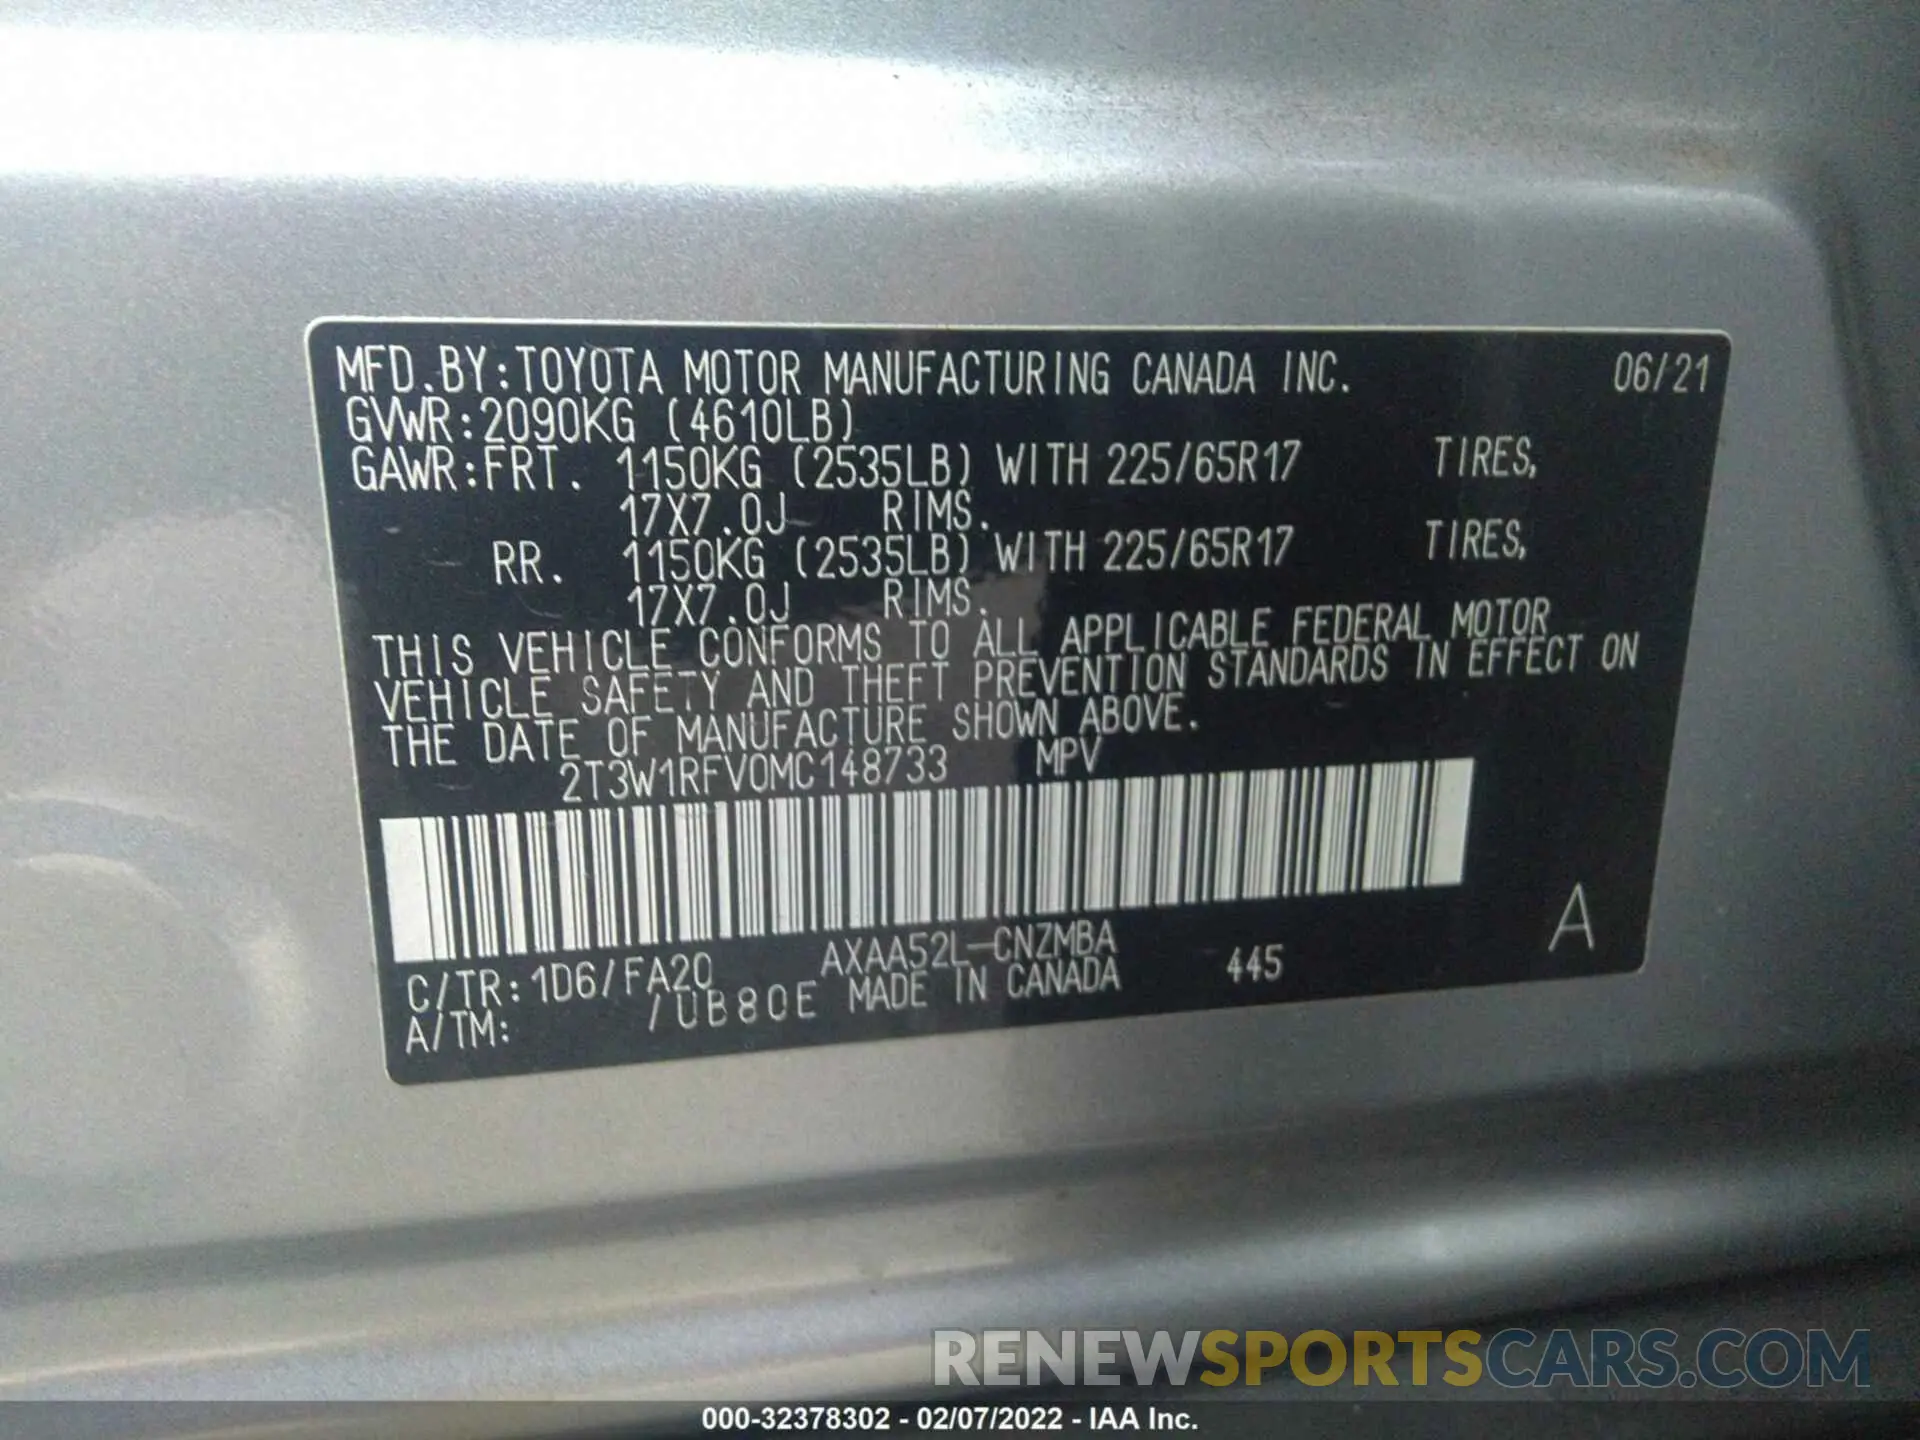 MFD.BY:TOYOTA MOTOR MANUFACTURING CANADA INC. 06/21
GVWR:2090KG (4610LB)
GAWR:FRT. 1150KG (2535LB) WITH 225/65R17 TIRES,
17X7.0J RIMS.
RR. 1150KG (2535LB) WITH 225/65R17 TIRES,
17X7.0J RIMS.
THIS VEHICLE CONFORMS TO ALL APPLICABLE FEDERAL MOTOR
VEHICLE SAFETY AND THEFT PREVENTION STANDARDS IN EFFECT ON
THE DATE OF MANUFACTURE SHOWN ABOVE.
2T3W1RFV0MC148733 MPV
A
AXAA52L-CNZMBA 445
C/TR:1D6/FA20 MADE IN CANADA
A/TM: /UB80E
RENEWSPORTSCARS.COM
000-32378302 - 02/07/2022 - IAA Inc.